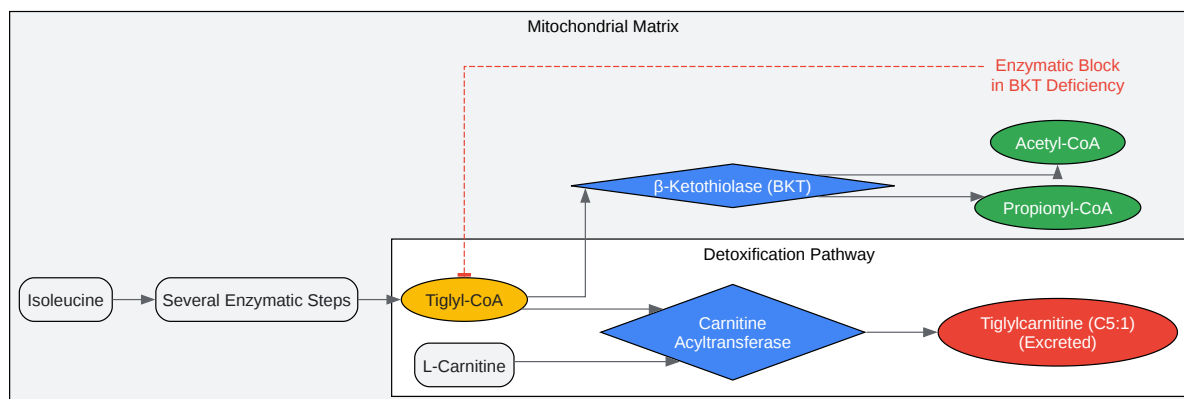 Mitochondrial Matrix
Enzymatic Block
in BKT Deficiency
Acetyl-CoA
β-Ketothiolase (BKT)
Propionyl-CoA
Detoxification Pathway
Isoleucine
Several Enzymatic Steps
Tiglyl-CoA
Carnitine
Acyltransferase
Tiglylcarnitine (C5:1)
(Excreted)
L-Carnitine